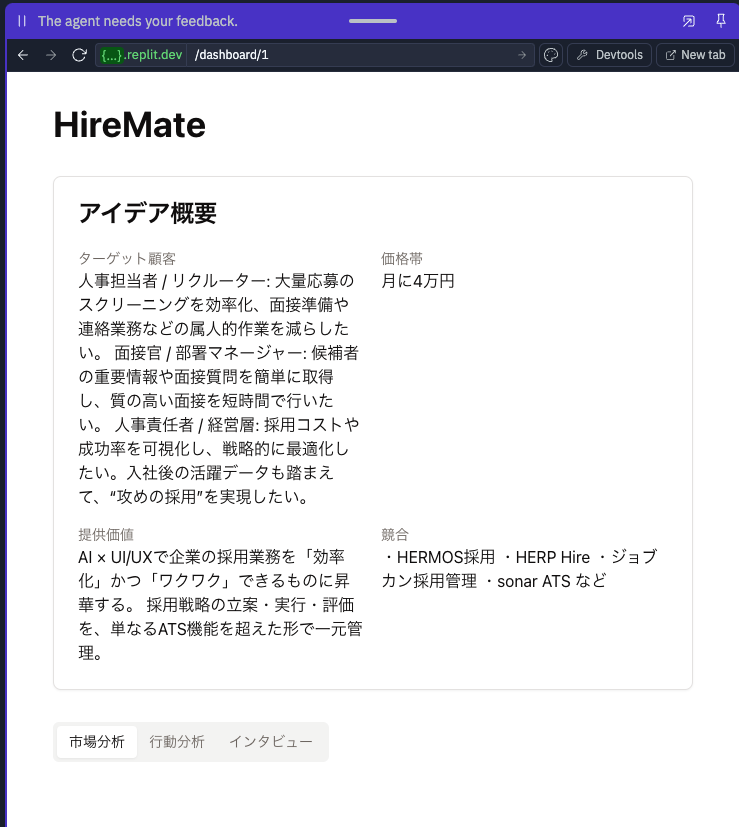 The agent needs your feedback.
{...}.replit.dev /dashboard/1
Devtools
New tab
HireMate
アイデア概要
ターゲット顧客
人事担当者 / リクルーター: 大量応募の
スクリーニングを効率化、面接準備や
連絡業務などの属人的作業を減らした
い。 面接官 / 部署マネージャー: 候補者
の重要情報や面接質問を簡単に取得
し、質の高い面接を短時間で行いた
い。 人事責任者 / 経営層: 採用コストや
成功率を可視化し、戦略的に最適化し
たい。入社後の活躍データも踏まえ
て、“攻めの採用”を実現したい。
価格帯
月に4万円
提供価値
AI × UI/UXで企業の採用業務を「効率
化」かつ「ワクワク」できるものに昇
華する。 採用戦略の立案・実行・評価
を、単なるATS機能を超えた形で一元管
理。
競合
・HERMOS採用 ・HERP Hire ・ジョブ
カン採用管理 ・sonar ATS など
市場分析
行動分析
インタビュー